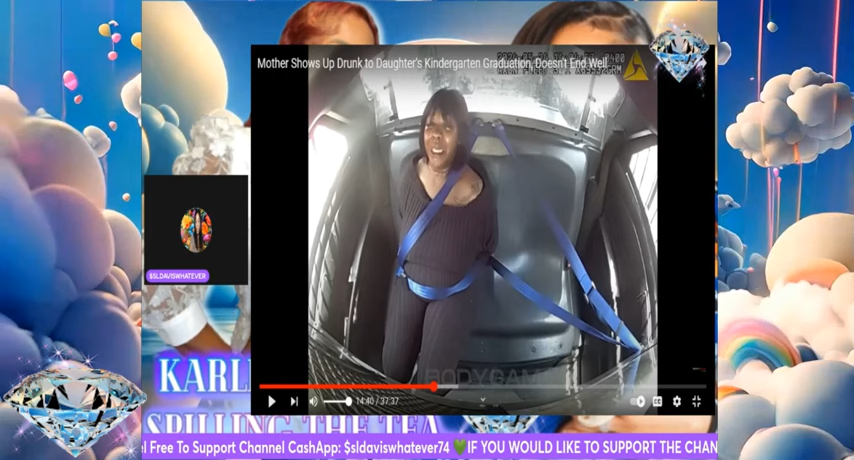 Mother Shows Up Drunk to Daughter's Kindergarten Graduation, Doesn't End Well
BODYCAM
14:40 / 37:37
$SLDAVISWHATEVER
KARL
SPILLING THE TEA
l Free To Support Channel CashApp: $sldaviswhatever74 💚IF YOU WOULD LIKE TO SUPPORT THE CHAN